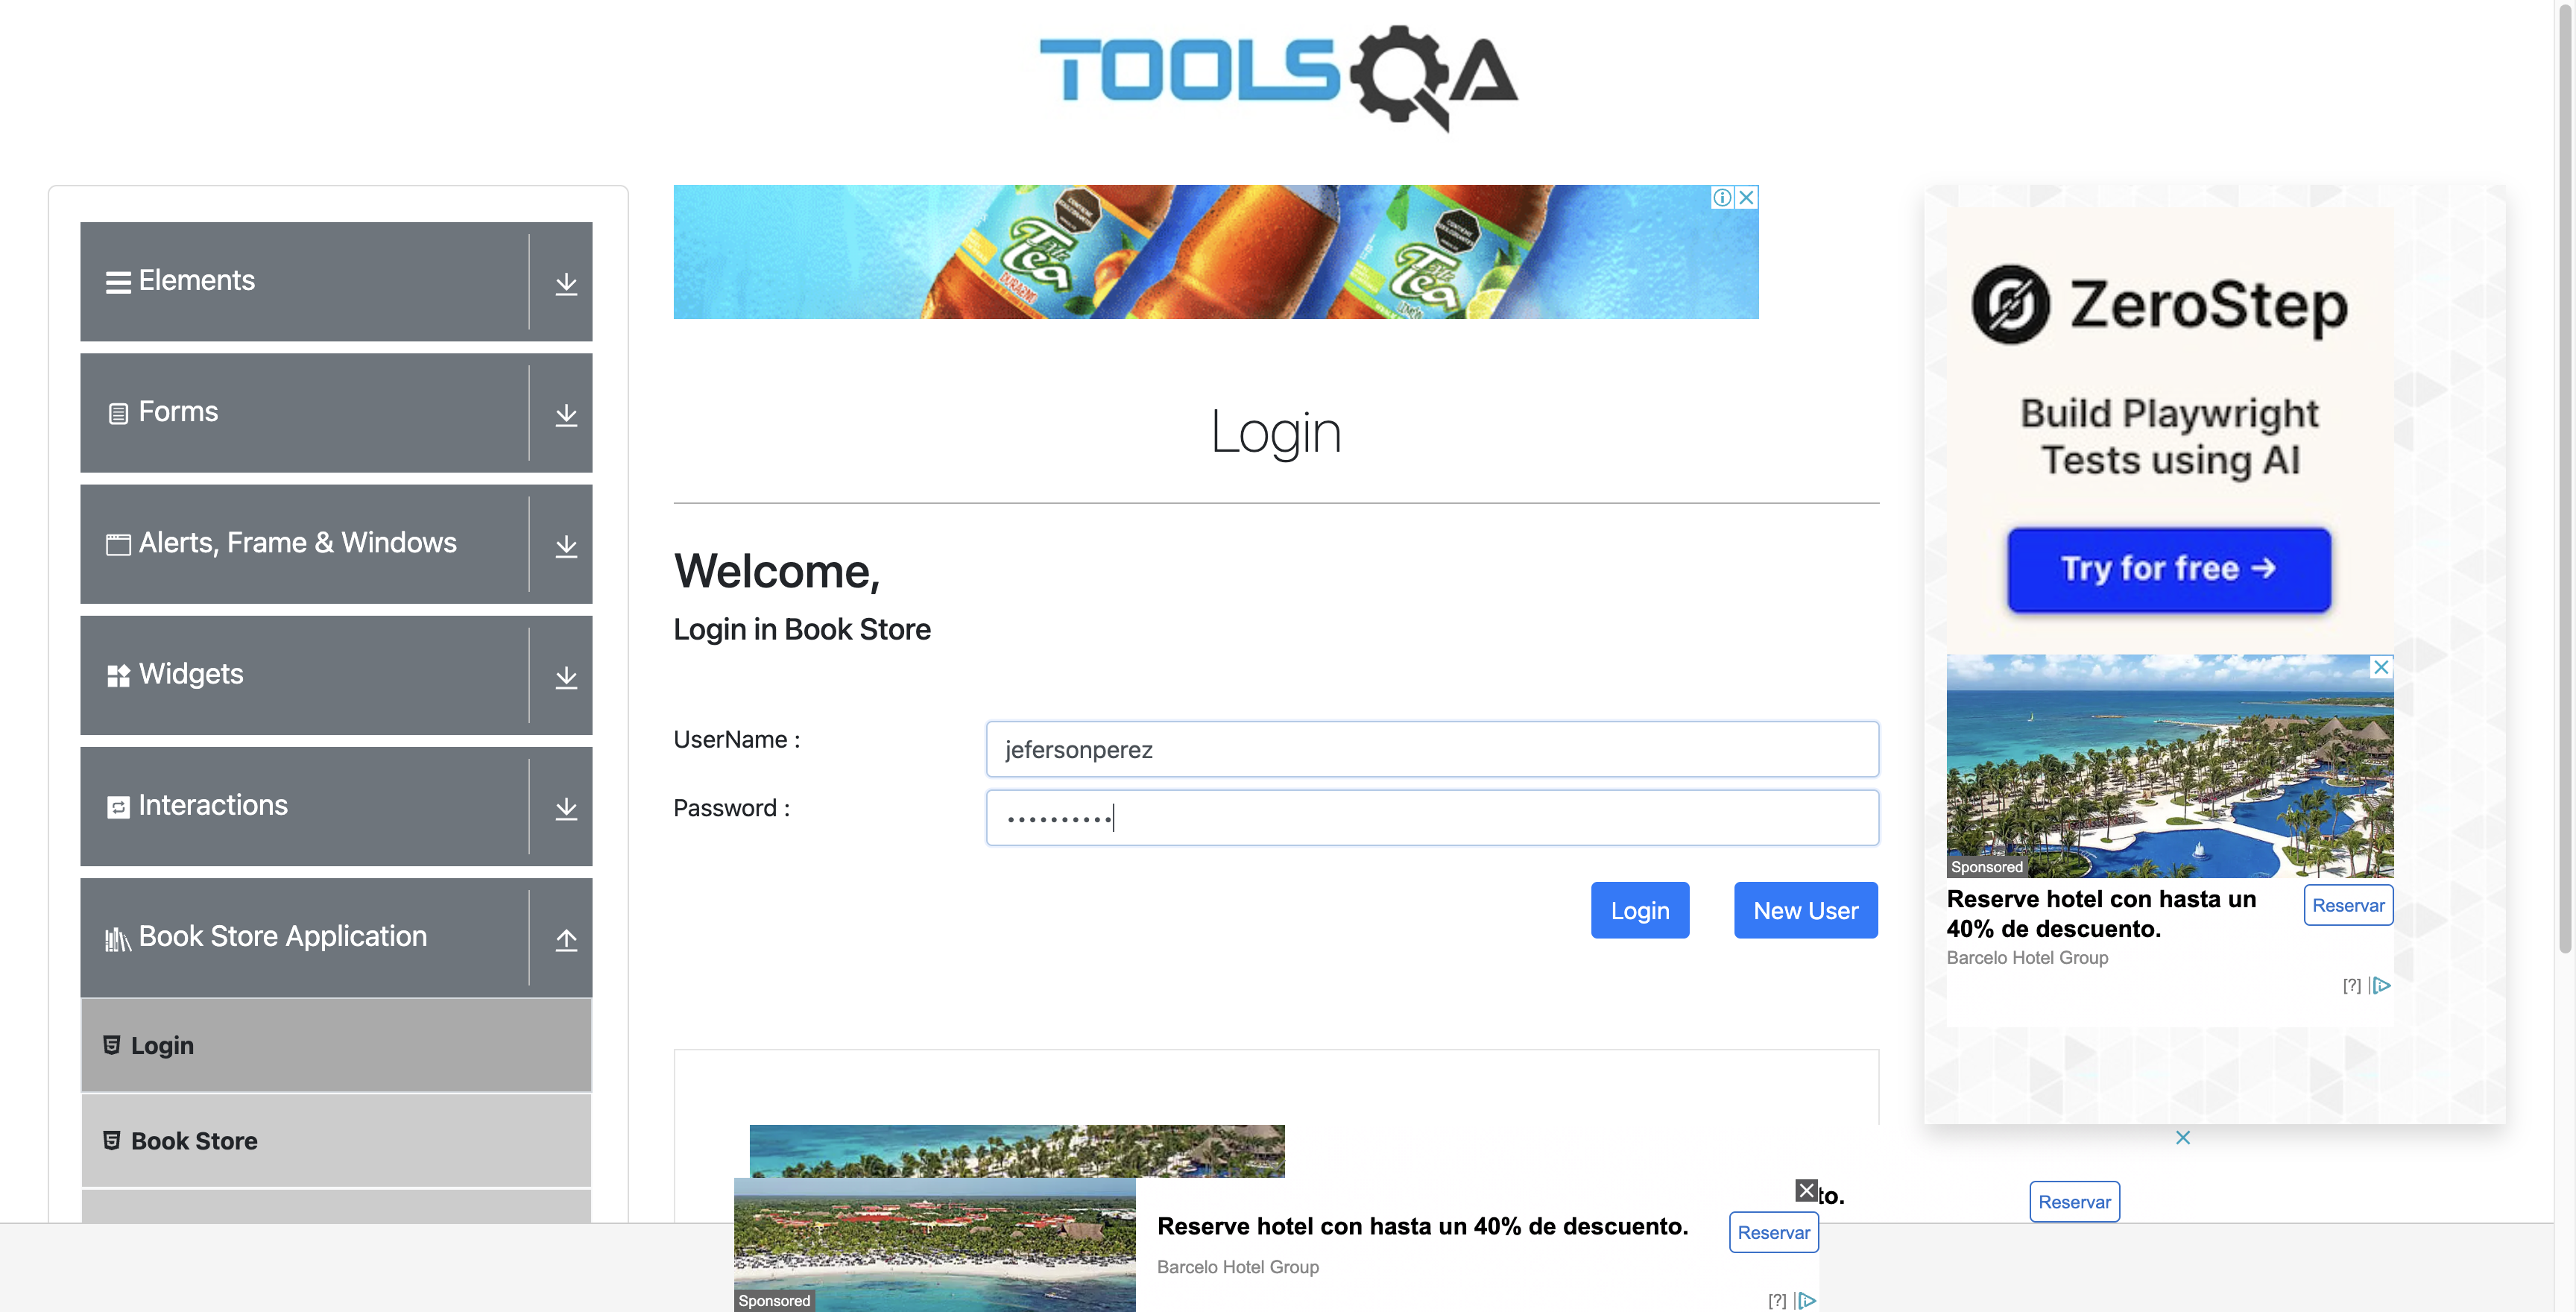 TOOLSQA
Elements
Forms
Alerts, Frame & Windows
Widgets
Interactions
Book Store Application
Login
Book Store
Tea
DURAZNO
Tea
Login
Welcome,
Login in Book Store
UserName :
jefersonperez
Password :
Login
New User
ZeroStep
Build Playwright
Tests using AI
Try for free →
Sponsored
Reserve hotel con hasta un
40% de descuento.
Reservar
Barcelo Hotel Group
[?]
to.
Reservar
Reserve hotel con hasta un 40% de descuento.
Reservar
Barcelo Hotel Group
Sponsored
[?]